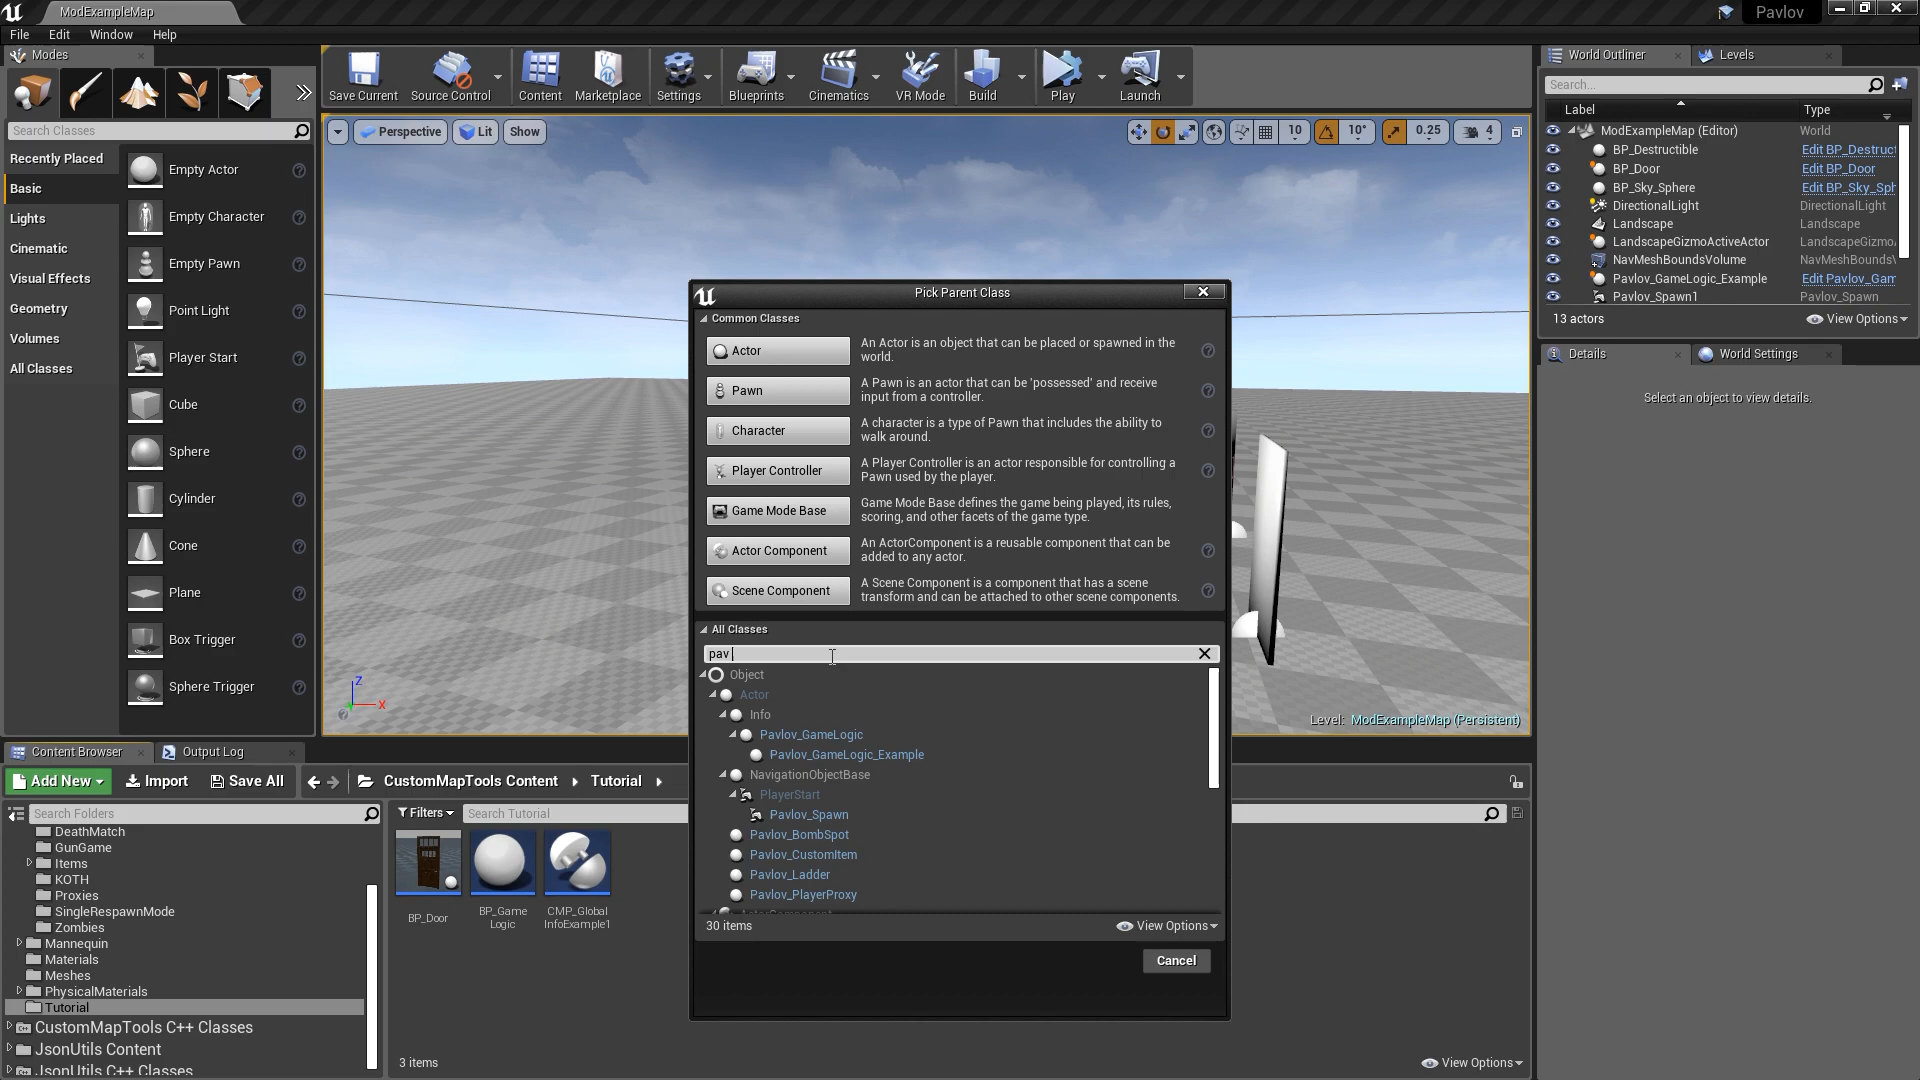 ModExampleMap
Pavlov
File Edit Window Help
Modes
Search Classes
Recently Placed
Basic
Lights
Cinematic
Visual Effects
Geometry
Volumes
All Classes
Empty Actor
Empty Character
Empty Pawn
Point Light
Player Start
Cube
Sphere
Cylinder
Cone
Plane
Box Trigger
Sphere Trigger
Save Current Source Control Content Marketplace Settings Blueprints Cinematics VR Mode Build Play Launch
Perspective Lit Show
10 10° 0.25 4
Z
X
Level: ModExampleMap (Persistent)
Pick Parent Class
Common Classes
Actor
An Actor is an object that can be placed or spawned in the
world.
Pawn
A Pawn is an actor that can be 'possessed' and receive
input from a controller.
Character
A character is a type of Pawn that includes the ability to
walk around.
Player Controller
A Player Controller is an actor responsible for controlling a
Pawn used by the player.
Game Mode Base
Game Mode Base defines the game being played, its rules,
scoring, and other facets of the game type.
Actor Component
An ActorComponent is a reusable component that can be
added to any actor.
Scene Component
A Scene Component is a component that has a scene
transform and can be attached to other scene components.
All Classes
pav
Object
Actor
Info
Pavlov_GameLogic
Pavlov_GameLogic_Example
NavigationObjectBase
PlayerStart
Pavlov_Spawn
Pavlov_BombSpot
Pavlov_CustomItem
Pavlov_Ladder
Pavlov_PlayerProxy
30 items
View Options
Cancel
World Outliner Levels
Search...
Label Type
ModExampleMap (Editor) World
BP_Destructible Edit BP_Destruct
BP_Door Edit BP_Door
BP_Sky_Sphere Edit BP_Sky_Sph
DirectionalLight DirectionalLight
Landscape Landscape
LandscapeGizmoActiveActor LandscapeGizmo
NavMeshBoundsVolume NavMeshBounds
Pavlov_GameLogic_Example Edit Pavlov_Gam
Pavlov_Spawn1 Pavlov_Spawn
13 actors
View Options
Details World Settings
Select an object to view details.
Content Browser Output Log
Add New Import Save All CustomMapTools Content Tutorial
Search Folders
Filters Search Tutorial
DeathMatch
GunGame
Items
KOTH
Proxies
SingleRespawnMode
Zombies
Mannequin
Materials
Meshes
PhysicalMaterials
Tutorial
CustomMapTools C++ Classes
JsonUtils Content
JsonUtils C++ Classes
BP_Door
BP_Game
Logic
CMP_Global
InfoExample1
3 items
View Options